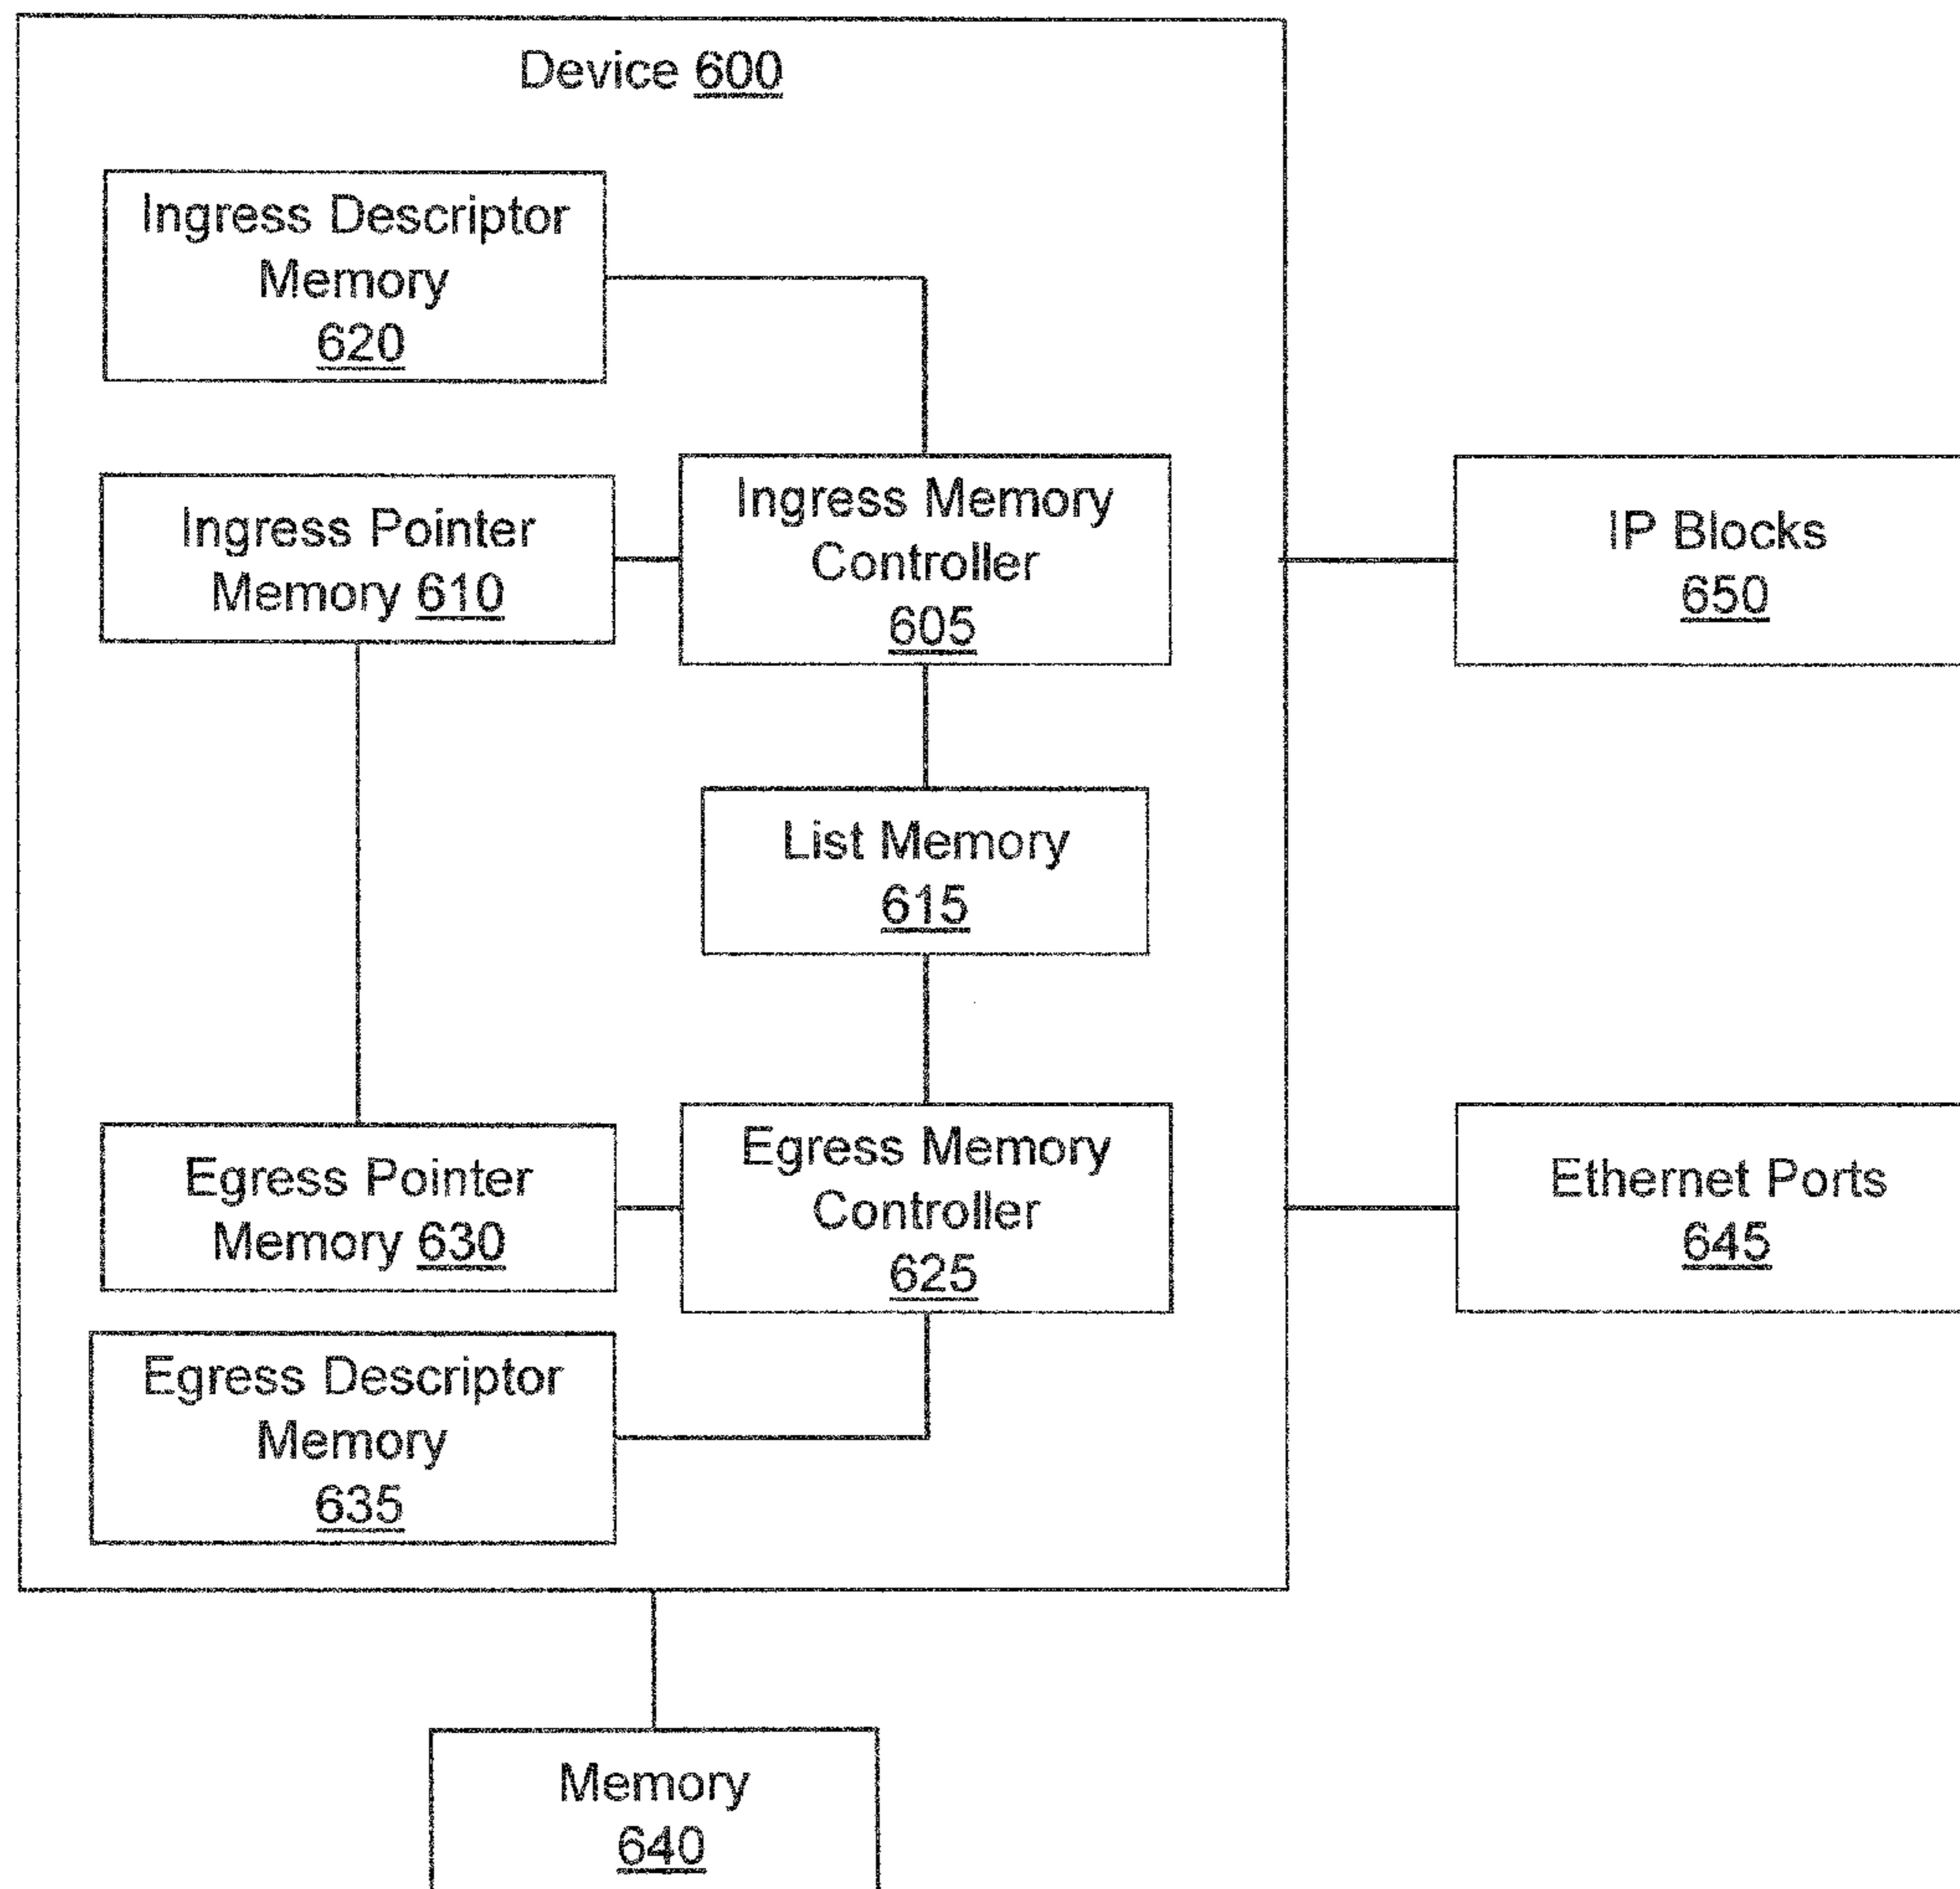 Device 600
Ingress Descriptor
Memory
620
Ingress Pointer
Memory 610
Ingress Memory
Controller
605
IP Blocks
650
List Memory
615
Egress Pointer
Memory 630
Egress Memory
Controller
625
Ethernet Ports
645
Egress Descriptor
Memory
635
Memory
640